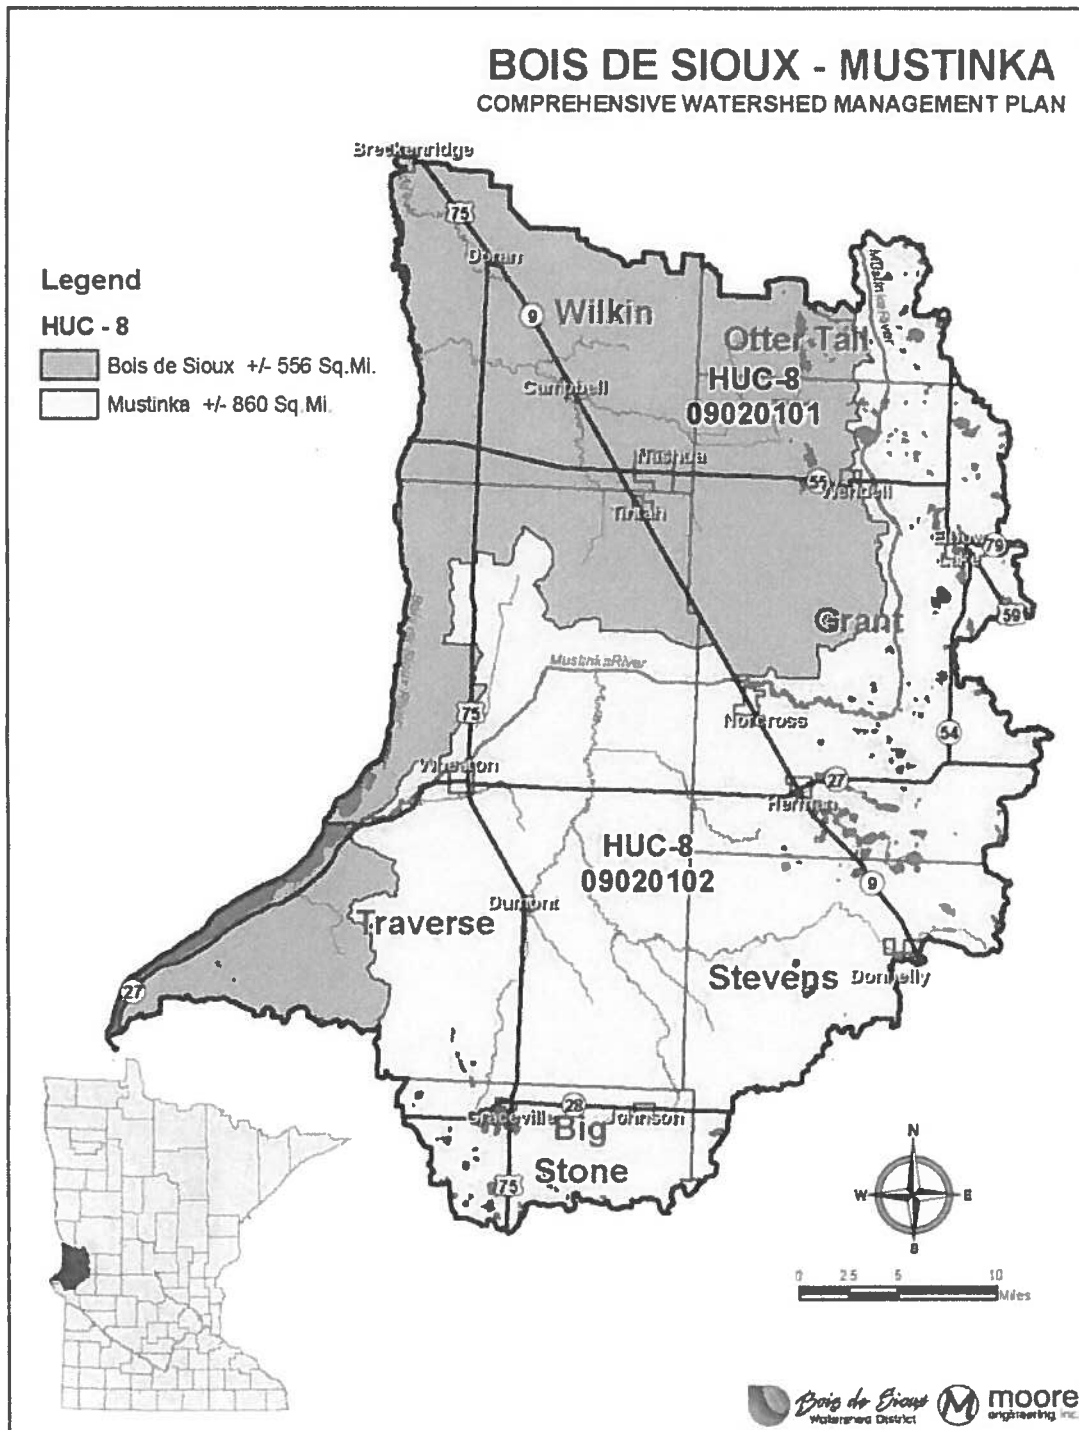 BOIS DE SIOUX - MUSTINKA
COMPREHENSIVE WATERSHED MANAGEMENT PLAN
Breckenridge
75
Doran
Legend
HUC - 8
Bois de Sioux +/- 556 Sq.Mi.
Mustinka +/- 860 Sq.Mi.
9
Wilkin
Mustinka River
Otter Tail
HUC-8
09020101
Campbell
Nashua
55
Wendell
Tintah
Elbow
Lake
79
59
Grant
Mustinka River
75
Norcross
54
Wheaton
27
Herman
HUC-8
09020102
9
Dumont
Traverse
Stevens
Donnelly
27
Graceville
28
Johnson
Big
Stone
75
N
W
E
S
0 2.5 5 10
Miles
Bois de Sioux
Watershed District
M
moore
engineering, inc.